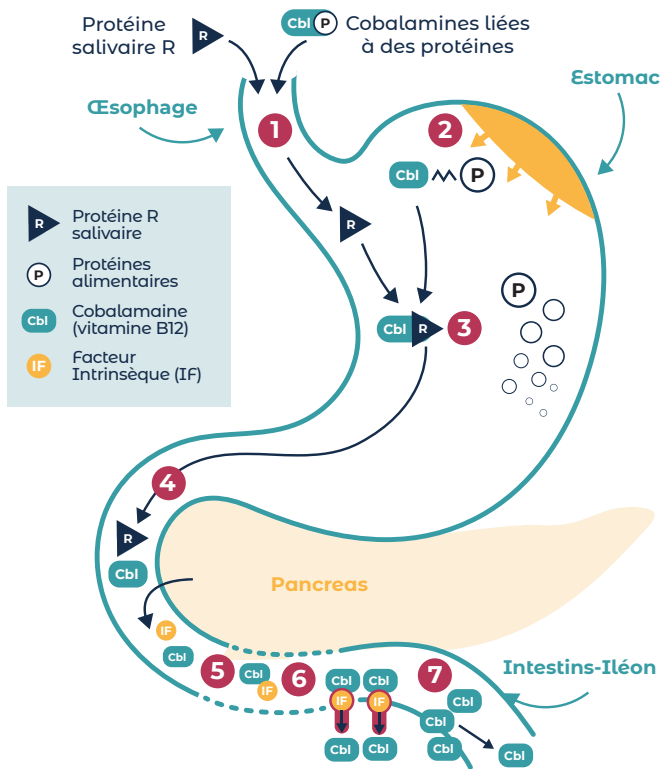 Protéine
salivaire R
R
Cbl P
Cobalamines liées
à des protéines
Œsophage
Estomac
1
2
Cbl P
R
R Protéine R
salivaire
P Protéines
alimentaires
Cbl Cobalamaine
(vitamine B12)
IF Facteur
Intrinsèque (IF)
P
Cbl R 3
4
R
Cbl
Pancreas
IF
Cbl
5
Cbl
IF
6
Cbl Cbl
IF IF
Cbl Cbl
7
Cbl
Cbl
Cbl
Cbl
Intestins-Iléon